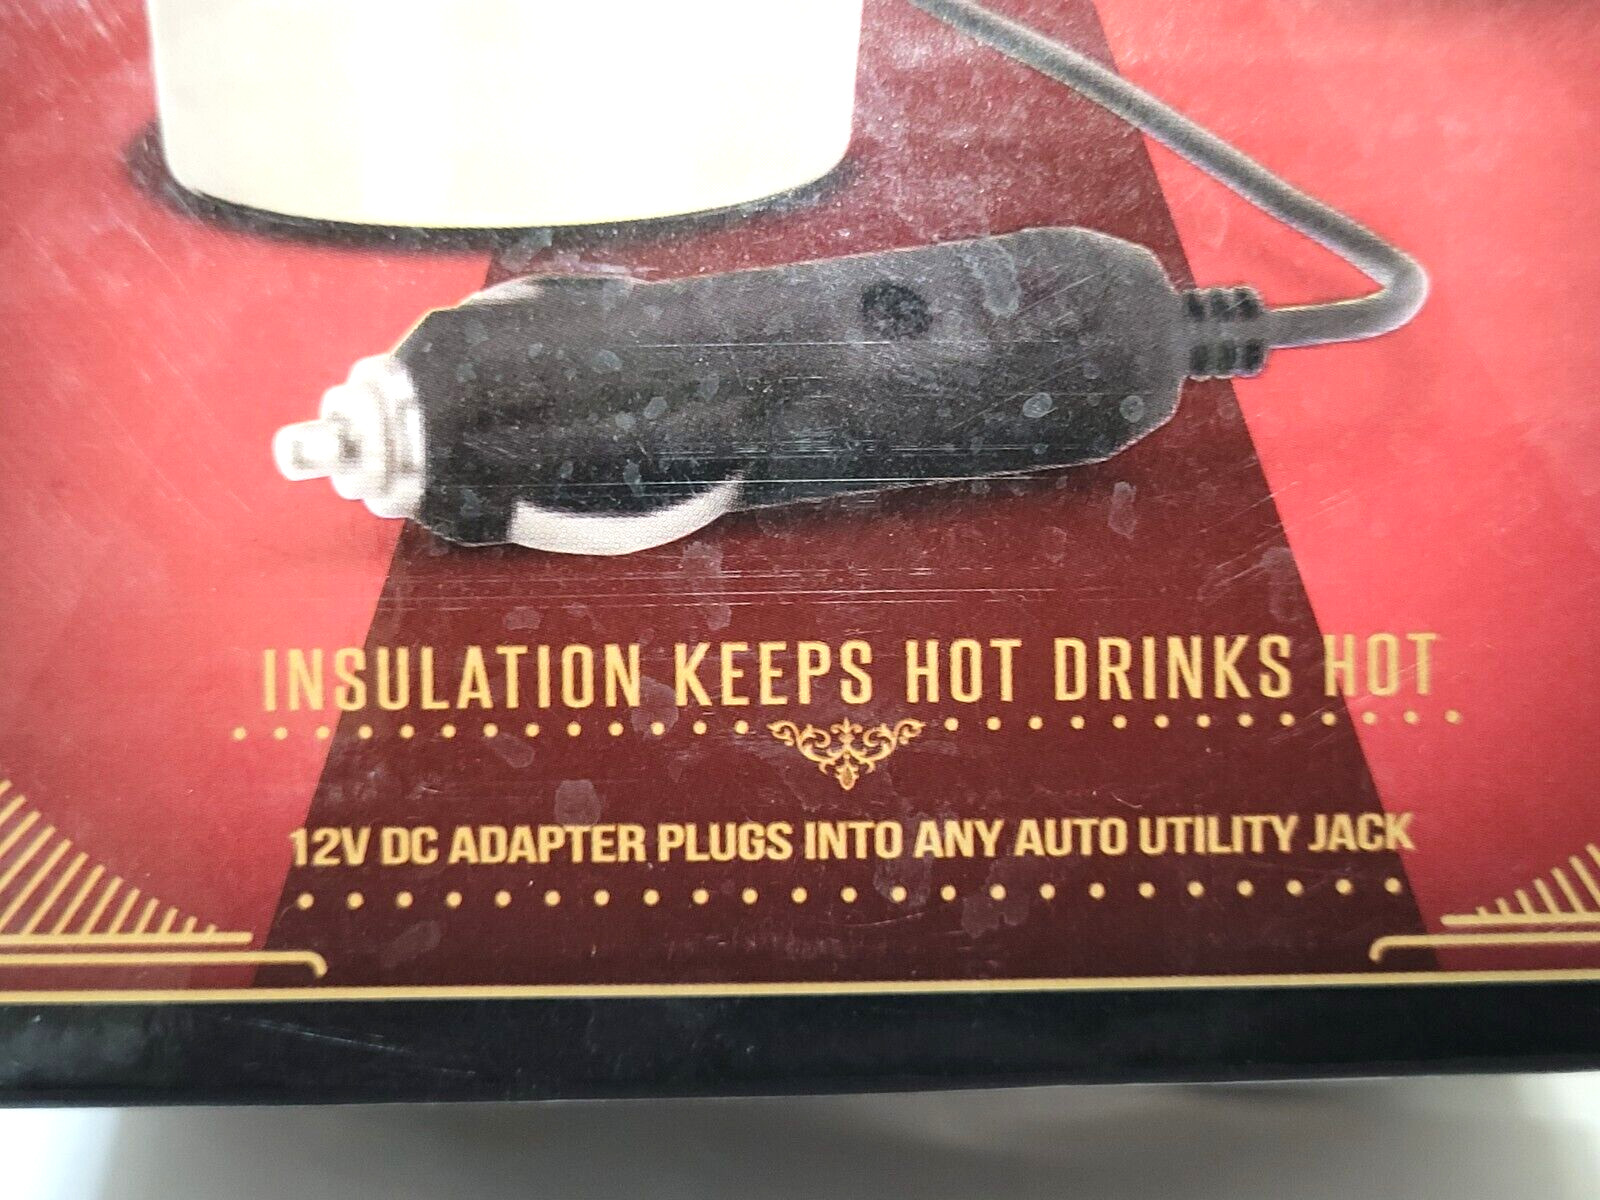 INSULATION KEEPS HOT DRINKS HOT
12V DC ADAPTER PLUGS INTO ANY AUTO UTILITY JACK